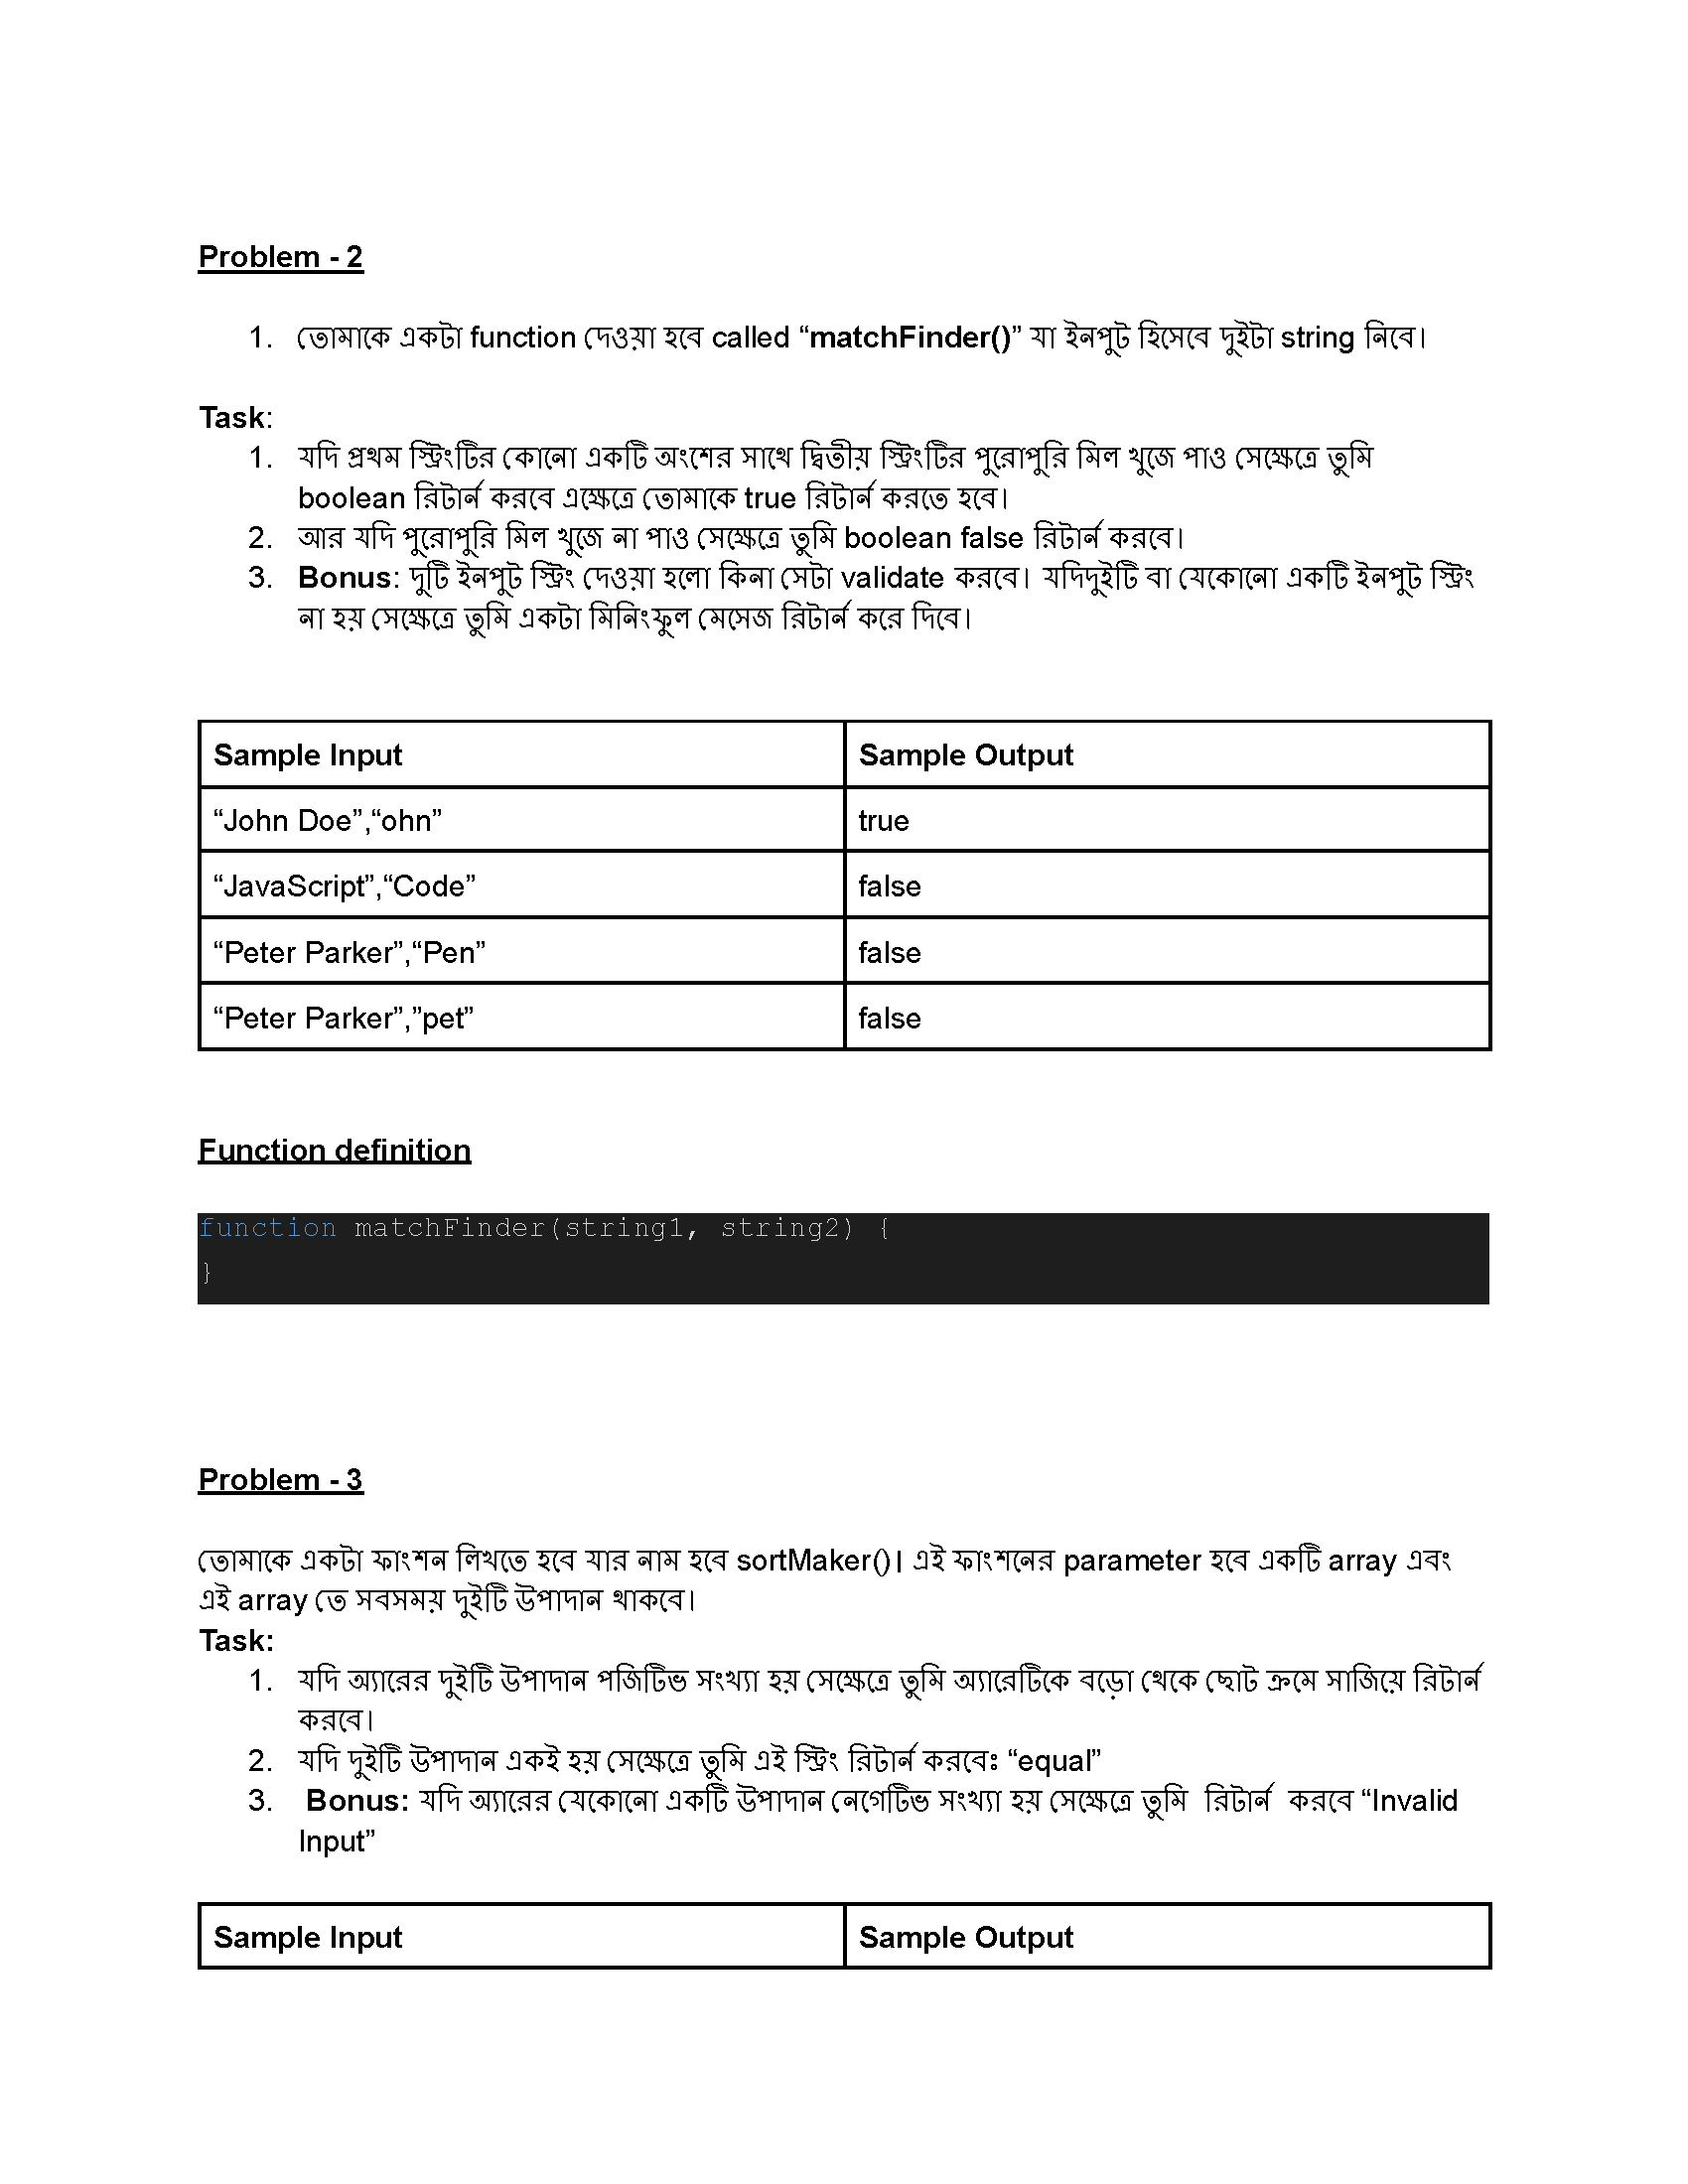 Problem - 2
1. তোমাকে একটা function দেওয়া হবে called “matchFinder()” যা ইনপুট হিসেবে দুইটা string নিবে।
Task:
1. যদি প্রথম স্ট্রিংটির কোনো একটি অংশের সাথে দ্বিতীয় স্ট্রিংটির পুরোপুরি মিল খুজে পাও সেক্ষেত্রে তুমি
boolean রিটার্ন করবে এক্ষেত্রে তোমাকে true রিটার্ন করতে হবে।
2. আর যদি পুরোপুরি মিল খুজে না পাও সেক্ষেত্রে তুমি boolean false রিটার্ন করবে।
3. Bonus: দুটি ইনপুট স্ট্রিং দেওয়া হলো কিনা সেটা validate করবে। যদিদুইটি বা যেকোনো একটি ইনপুট স্ট্রিং
না হয় সেক্ষেত্রে তুমি একটা মিনিংফুল মেসেজ রিটার্ন করে দিবে।
Sample Input Sample Output
“John Doe”,“ohn” true
“JavaScript”,“Code” false
“Peter Parker”,“Pen” false
“Peter Parker”,”pet” false
Function definition
function matchFinder(string1, string2) {
}
Problem - 3
তোমাকে একটা ফাংশন লিখতে হবে যার নাম হবে sortMaker()। এই ফাংশনের parameter হবে একটি array এবং
এই array তে সবসময় দুইটি উপাদান থাকবে।
Task:
1. যদি অ্যারের দুইটি উপাদান পজিটিভ সংখ্যা হয় সেক্ষেত্রে তুমি অ্যারেটিকে বড়ো থেকে ছোট ক্রমে সাজিয়ে রিটার্ন
করবে।
2. যদি দুইটি উপাদান একই হয় সেক্ষেত্রে তুমি এই স্ট্রিং রিটার্ন করবেঃ “equal”
3. Bonus: যদি অ্যারের যেকোনো একটি উপাদান নেগেটিভ সংখ্যা হয় সেক্ষেত্রে তুমি রিটার্ন করবে “Invalid
Input”
Sample Input Sample Output